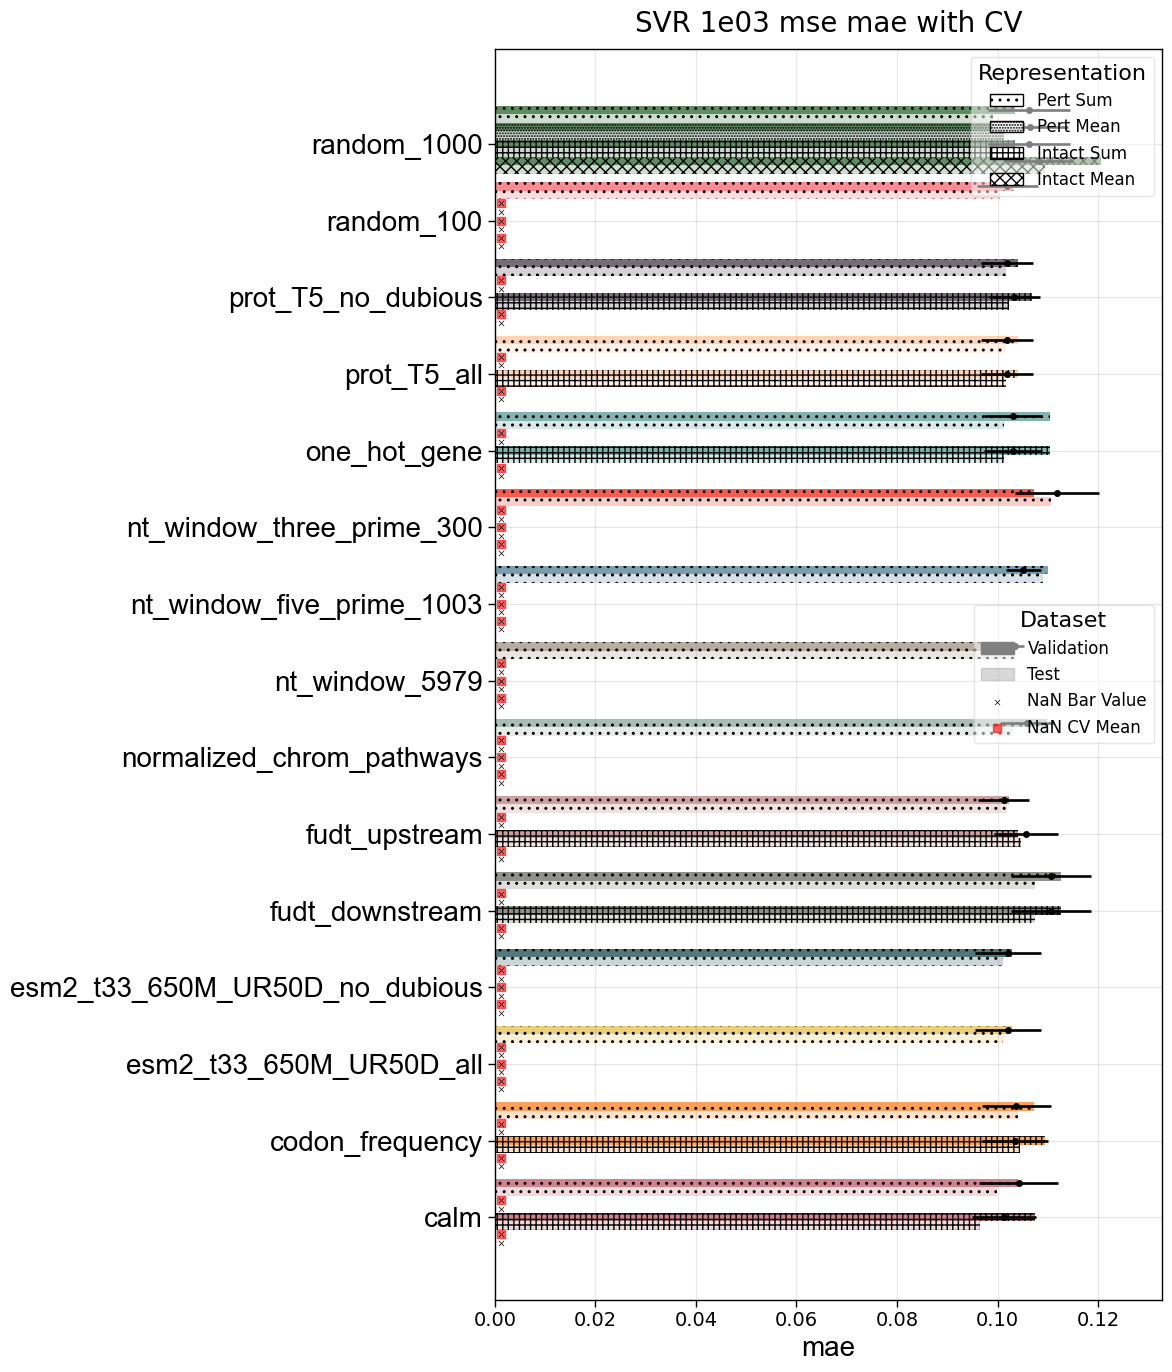 SVR 1e03 mse mae with CV
Representation
Pert Sum
Pert Mean
Intact Sum
Intact Mean
random_1000
random_100
prot_T5_no_dubious
prot_T5_all
one_hot_gene
nt_window_three_prime_300
nt_window_five_prime_1003
Dataset
Validation
Test
NaN Bar Value
NaN CV Mean
nt_window_5979
normalized_chrom_pathways
fudt_upstream
fudt_downstream
esm2_t33_650M_UR50D_no_dubious
esm2_t33_650M_UR50D_all
codon_frequency
calm
0.00 0.02 0.04 0.06 0.08 0.10 0.12
mae